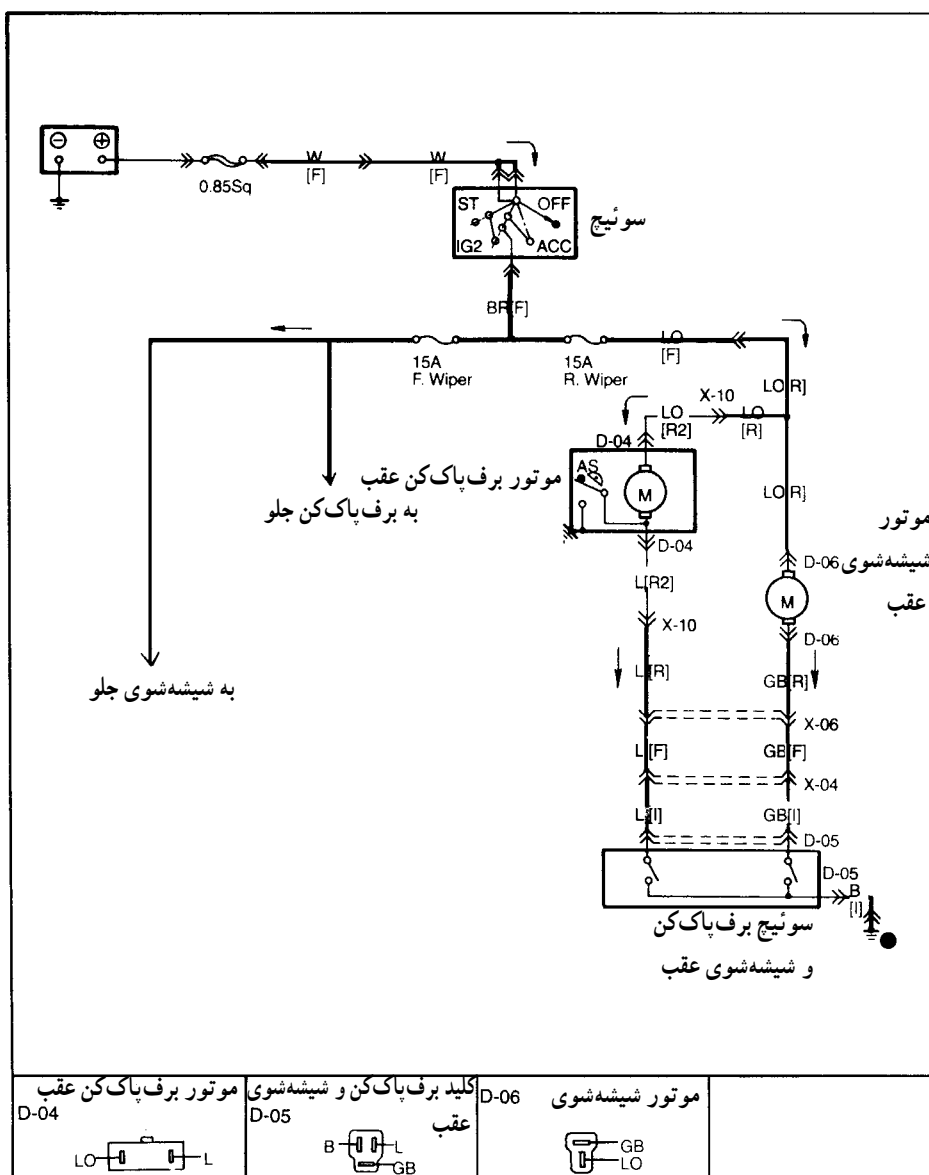 0.85Sq
W
[F]
W
[F]
ST
OFF
IG2
ACC
سوئیچ
BR[F]
15A
F. Wiper
15A
R. Wiper
LO
[F]
LO[R]
X-10
LO
[R2]
LO
[R]
D-04
AS
M
موتور برف‌پاک‌کن عقب
به برف‌پاک‌کن جلو
LO[R]
D-04
موتور
شیشه‌شوی
عقب
D-06
M
L[R2]
X-10
D-06
به شیشه‌شوی جلو
L[R]
GB[R]
X-06
L[F]
GB[F]
X-04
L[I]
GB[I]
D-05
D-05
B
[I]
سوئیچ برف‌پاک‌کن
و شیشه‌شوی عقب
موتور برف‌پاک‌کن عقب
D-04
LO
L
کلید برف‌پاک‌کن و شیشه‌شوی
عقب
D-05
B
L
GB
D-06
موتور شیشه‌شوی
GB
LO